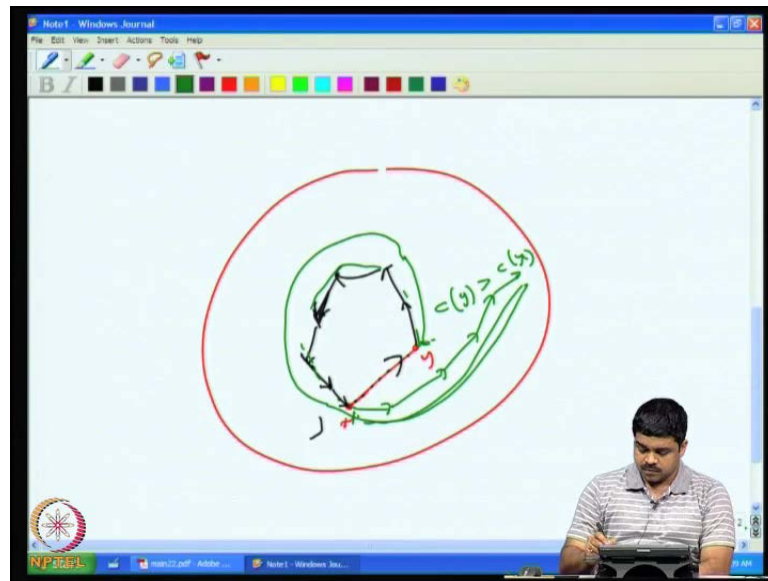 Note1 - Windows Journal
File Edit View Insert Actions Tools Help
B I
c(y) > c(x)
y
x
NPTEL
main22.pdf - Adobe ...
Note1 - Windows Jou...